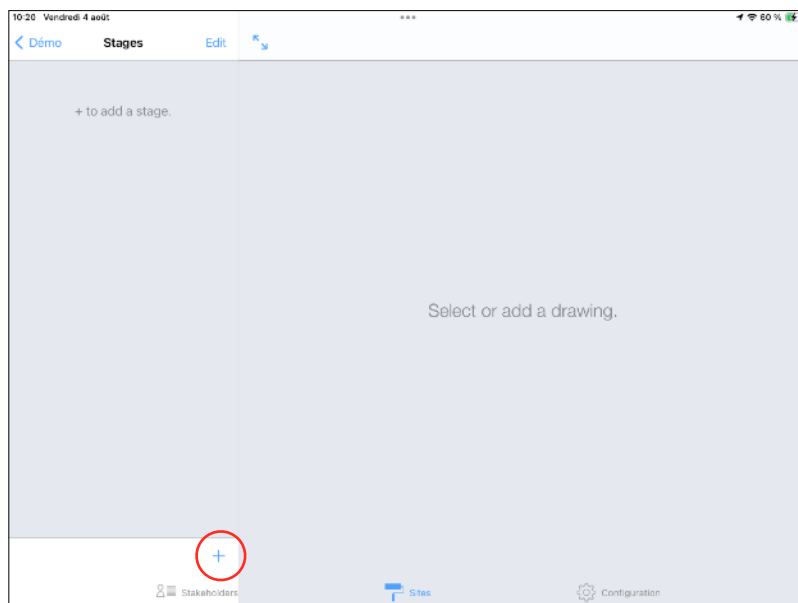 10:20 Vendredi 4 août
60 %
Démo
Stages
Edit
+ to add a stage.
Select or add a drawing.
+
Stakeholders
Sites
Configuration